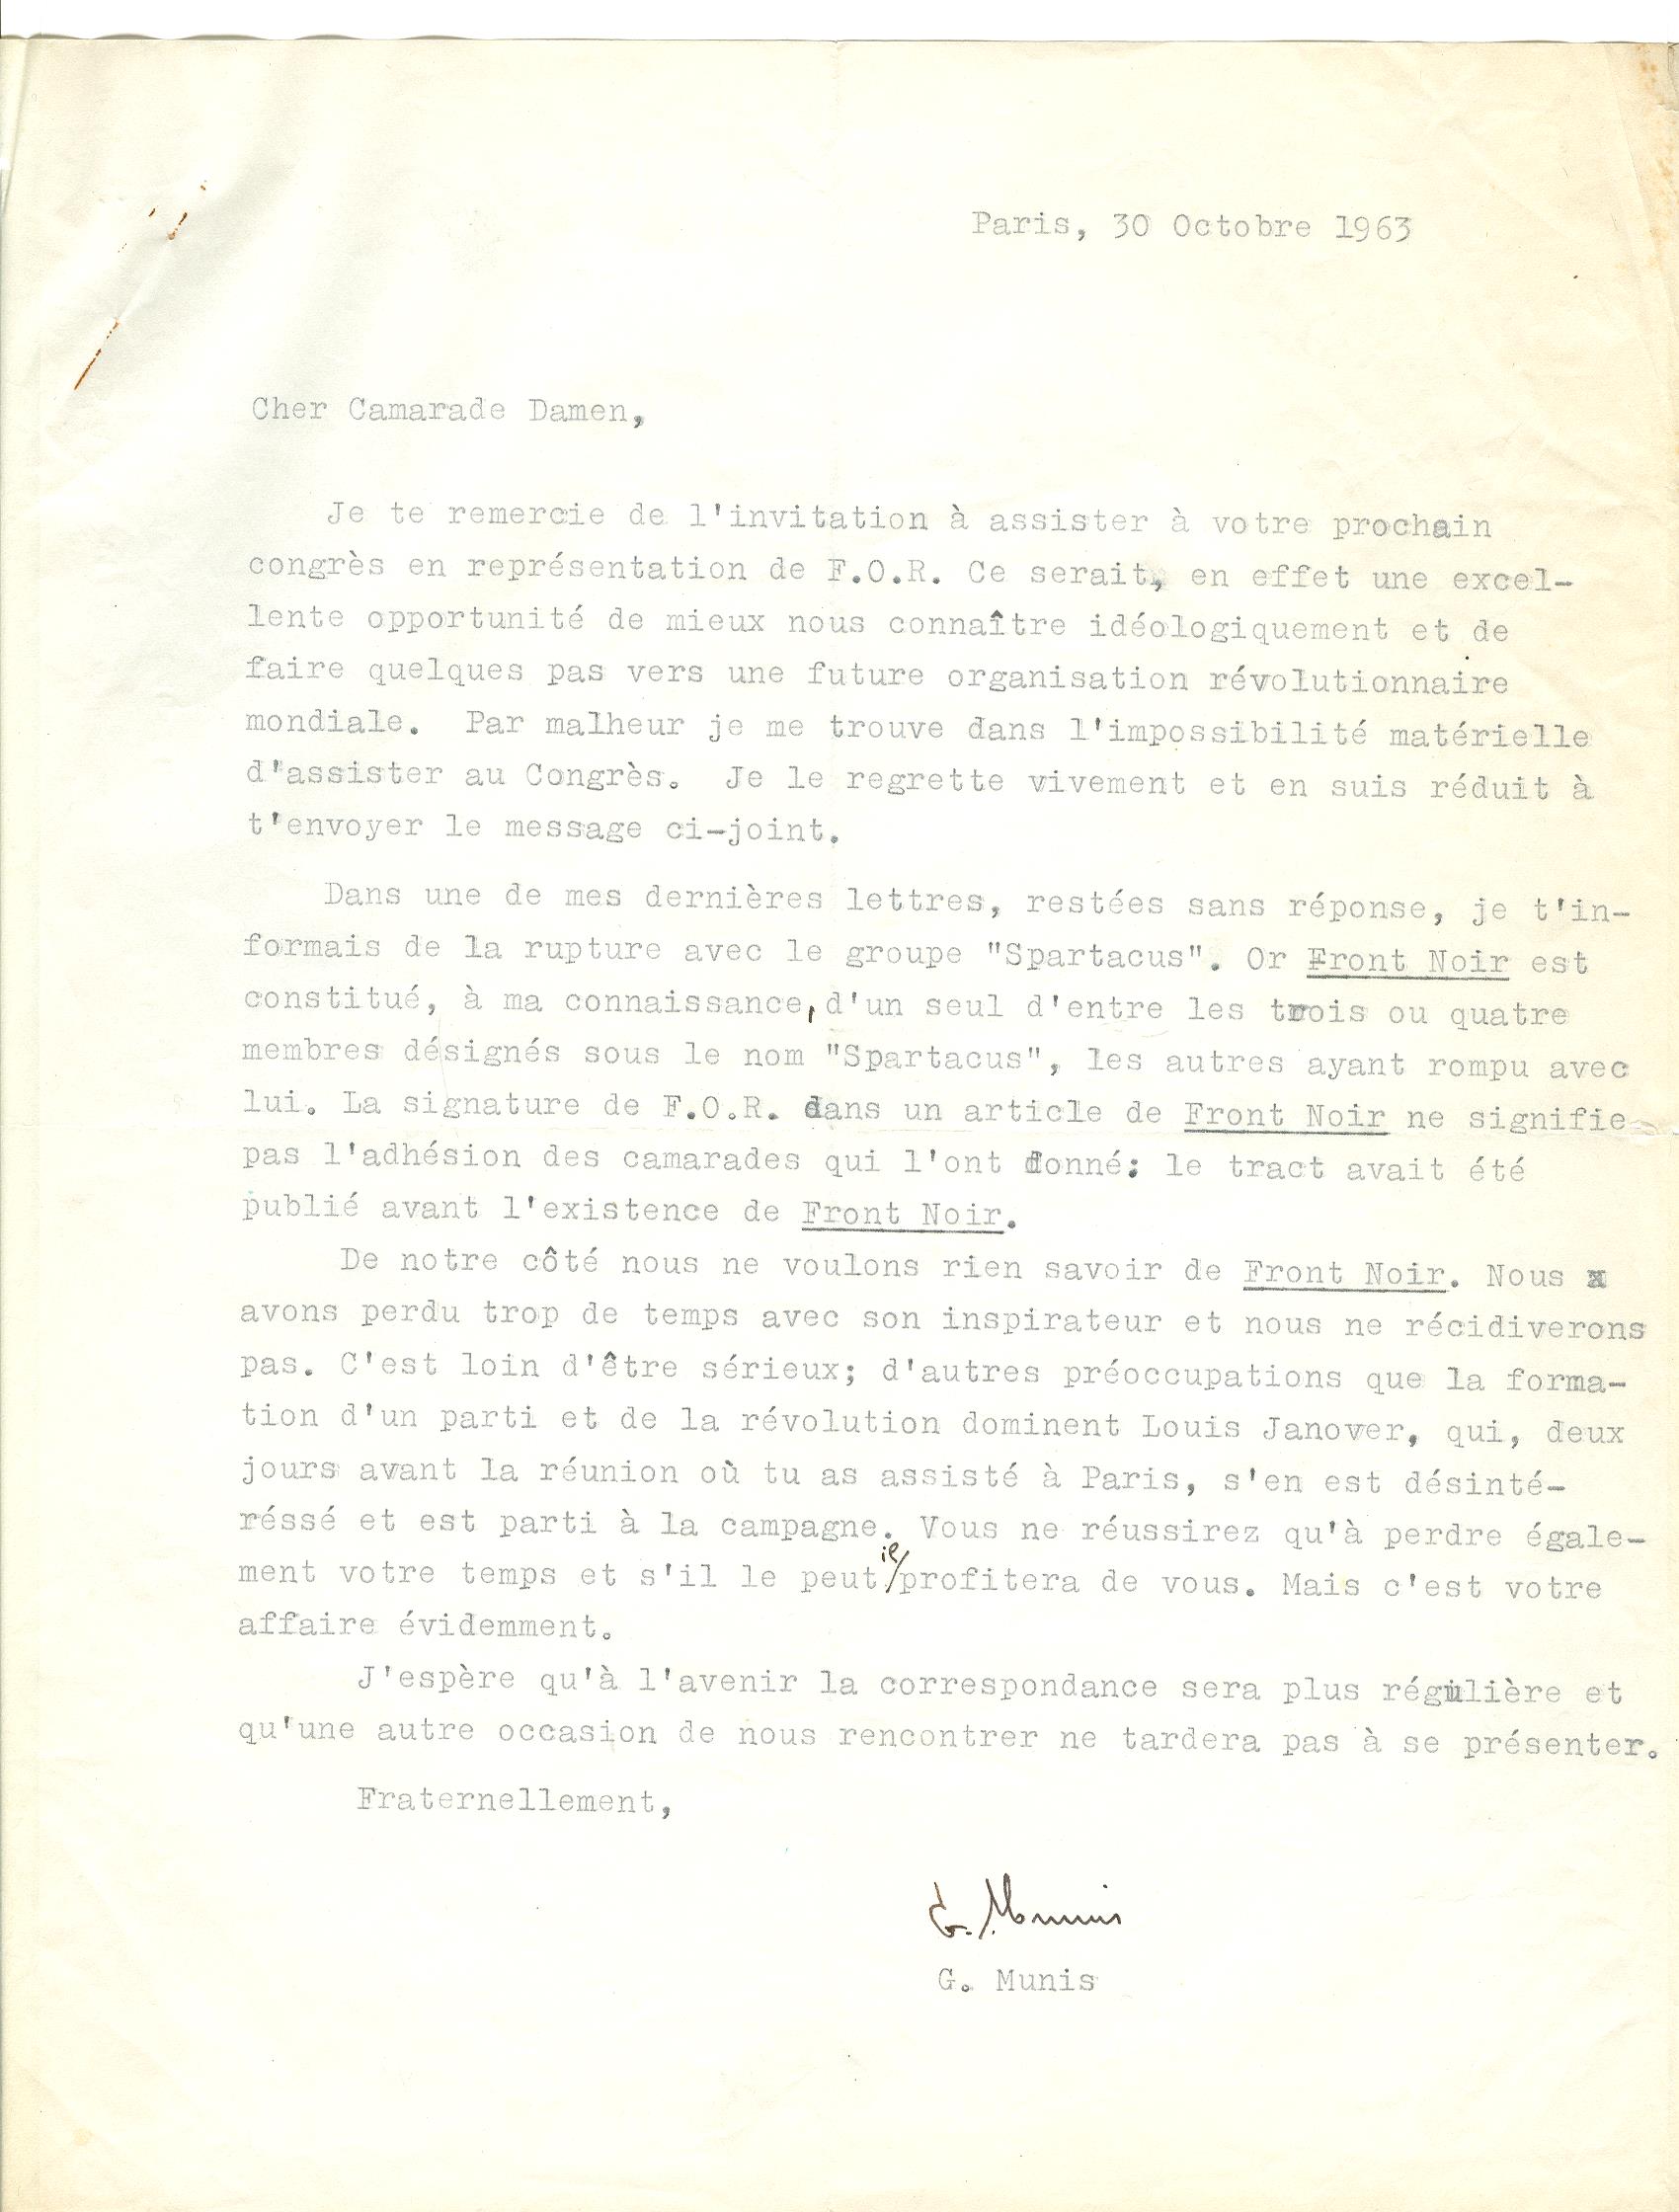 Paris, 30 Octobre 1963
Cher Camarade Damen,
Je te remercie de l'invitation à assister à votre prochain
congrès en représentation de F.O.R. Ce serait, en effet une excel-
lente opportunité de mieux nous connaître idéologiquement et de
faire quelques pas vers une future organisation révolutionnaire
mondiale. Par malheur je me trouve dans l'impossibilité matérielle
d'assister au Congrès. Je le regrette vivement et en suis réduit à
t'envoyer le message ci-joint.
Dans une de mes dernières lettres, restées sans réponse, je t'in-
formais de la rupture avec le groupe "Spartacus". Or Front Noir est
constitué, à ma connaissance, d'un seul d'entre les trois ou quatre
membres désignés sous le nom "Spartacus", les autres ayant rompu avec
lui. La signature de F.O.R. dans un article de Front Noir ne signifie
pas l'adhésion des camarades qui l'ont donné: le tract avait été
publié avant l'existence de Front Noir.
De notre côté nous ne voulons rien savoir de Front Noir. Nous
avons perdu trop de temps avec son inspirateur et nous ne récidiverons
pas. C'est loin d'être sérieux; d'autres préoccupations que la forma-
tion d'un parti et de la révolution dominent Louis Janover, qui, deux
jours avant la réunion où tu as assisté à Paris, s'en est désinté-
réssé et est parti à la campagne. Vous ne réussirez qu'à perdre égale-
ment votre temps et s'il le peut profitera de vous. Mais c'est votre
affaire évidemment.
J'espère qu'à l'avenir la correspondance sera plus régulière et
qu'une autre occasion de nous rencontrer ne tardera pas à se présenter.
Fraternellement,
G. Munis
G. Munis